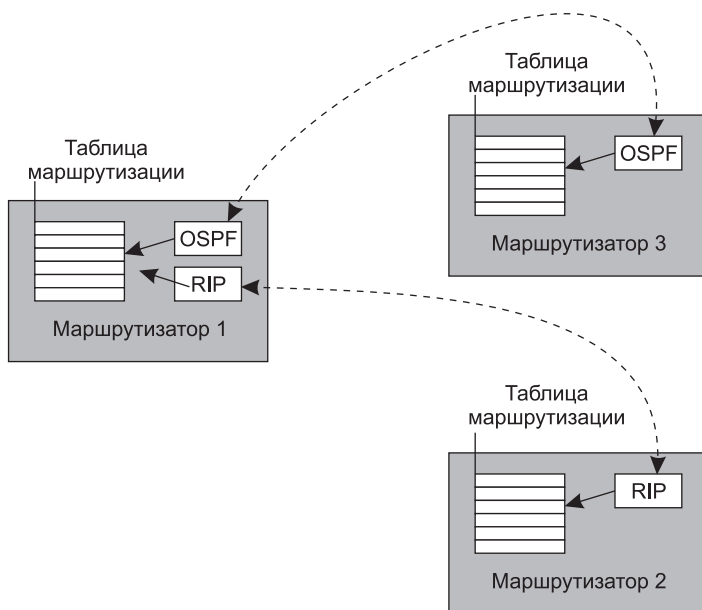 Таблица
маршрутизации
OSPF
Маршрутизатор 3
Таблица
маршрутизации
OSPF
RIP
Маршрутизатор 1
Таблица
маршрутизации
RIP
Маршрутизатор 2